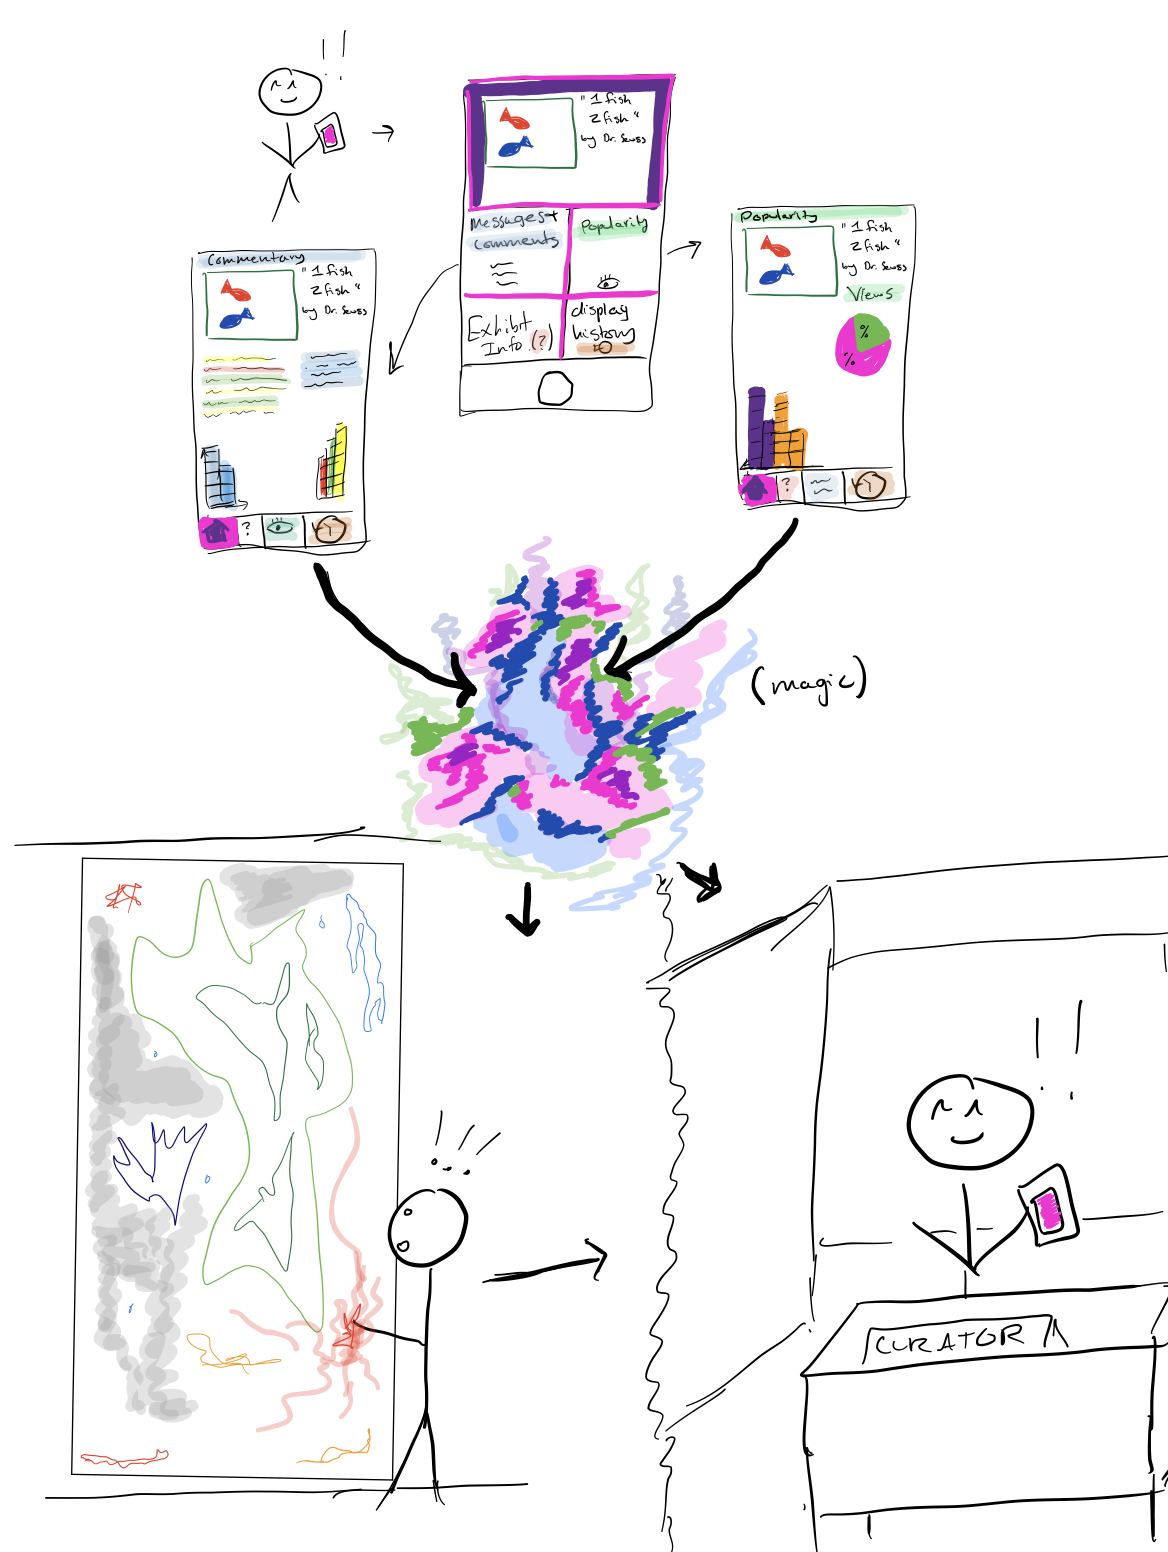 ! !
" 1 fish
2 fish "
by Dr. Seuss
Messages +
Comments
Popularity
Exhibit
Info (?)
display
history
Commentary
" 1 fish
2 fish "
by Dr. Seuss
?
Popularity
" 1 fish
2 fish "
by Dr. Seuss
Views
%
%
?
(magic)
! ! !
! !
CURATOR